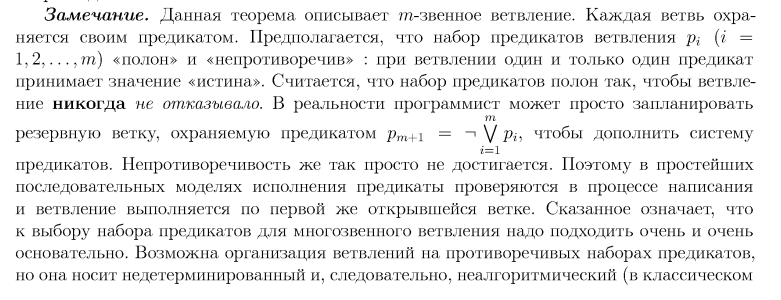 Замечание. Данная теорема описывает m-звенное ветвление. Каждая ветвь охра-
няется своим предикатом. Предполагается, что набор предикатов ветвления p_i (i =
1, 2, . . . , m) «полон» и «непротиворечив» : при ветвлении один и только один предикат
принимает значение «истина». Считается, что набор предикатов полон так, чтобы ветвле-
ние никогда не отказывало. В реальности программист может просто запланировать
резервную ветку, охраняемую предикатом p_{m+1} = ¬ ⋁_{i=1}^{m} p_i, чтобы дополнить систему
предикатов. Непротиворечивость же так просто не достигается. Поэтому в простейших
последовательных моделях исполнения предикаты проверяются в процессе написания
и ветвление выполняется по первой же открывшейся ветке. Сказанное означает, что
к выбору набора предикатов для многозвенного ветвления надо подходить очень и очень
основательно. Возможна организация ветвлений на противоречивых наборах предикатов,
но она носит недетерминированный и, следовательно, неалгоритмический (в классическом